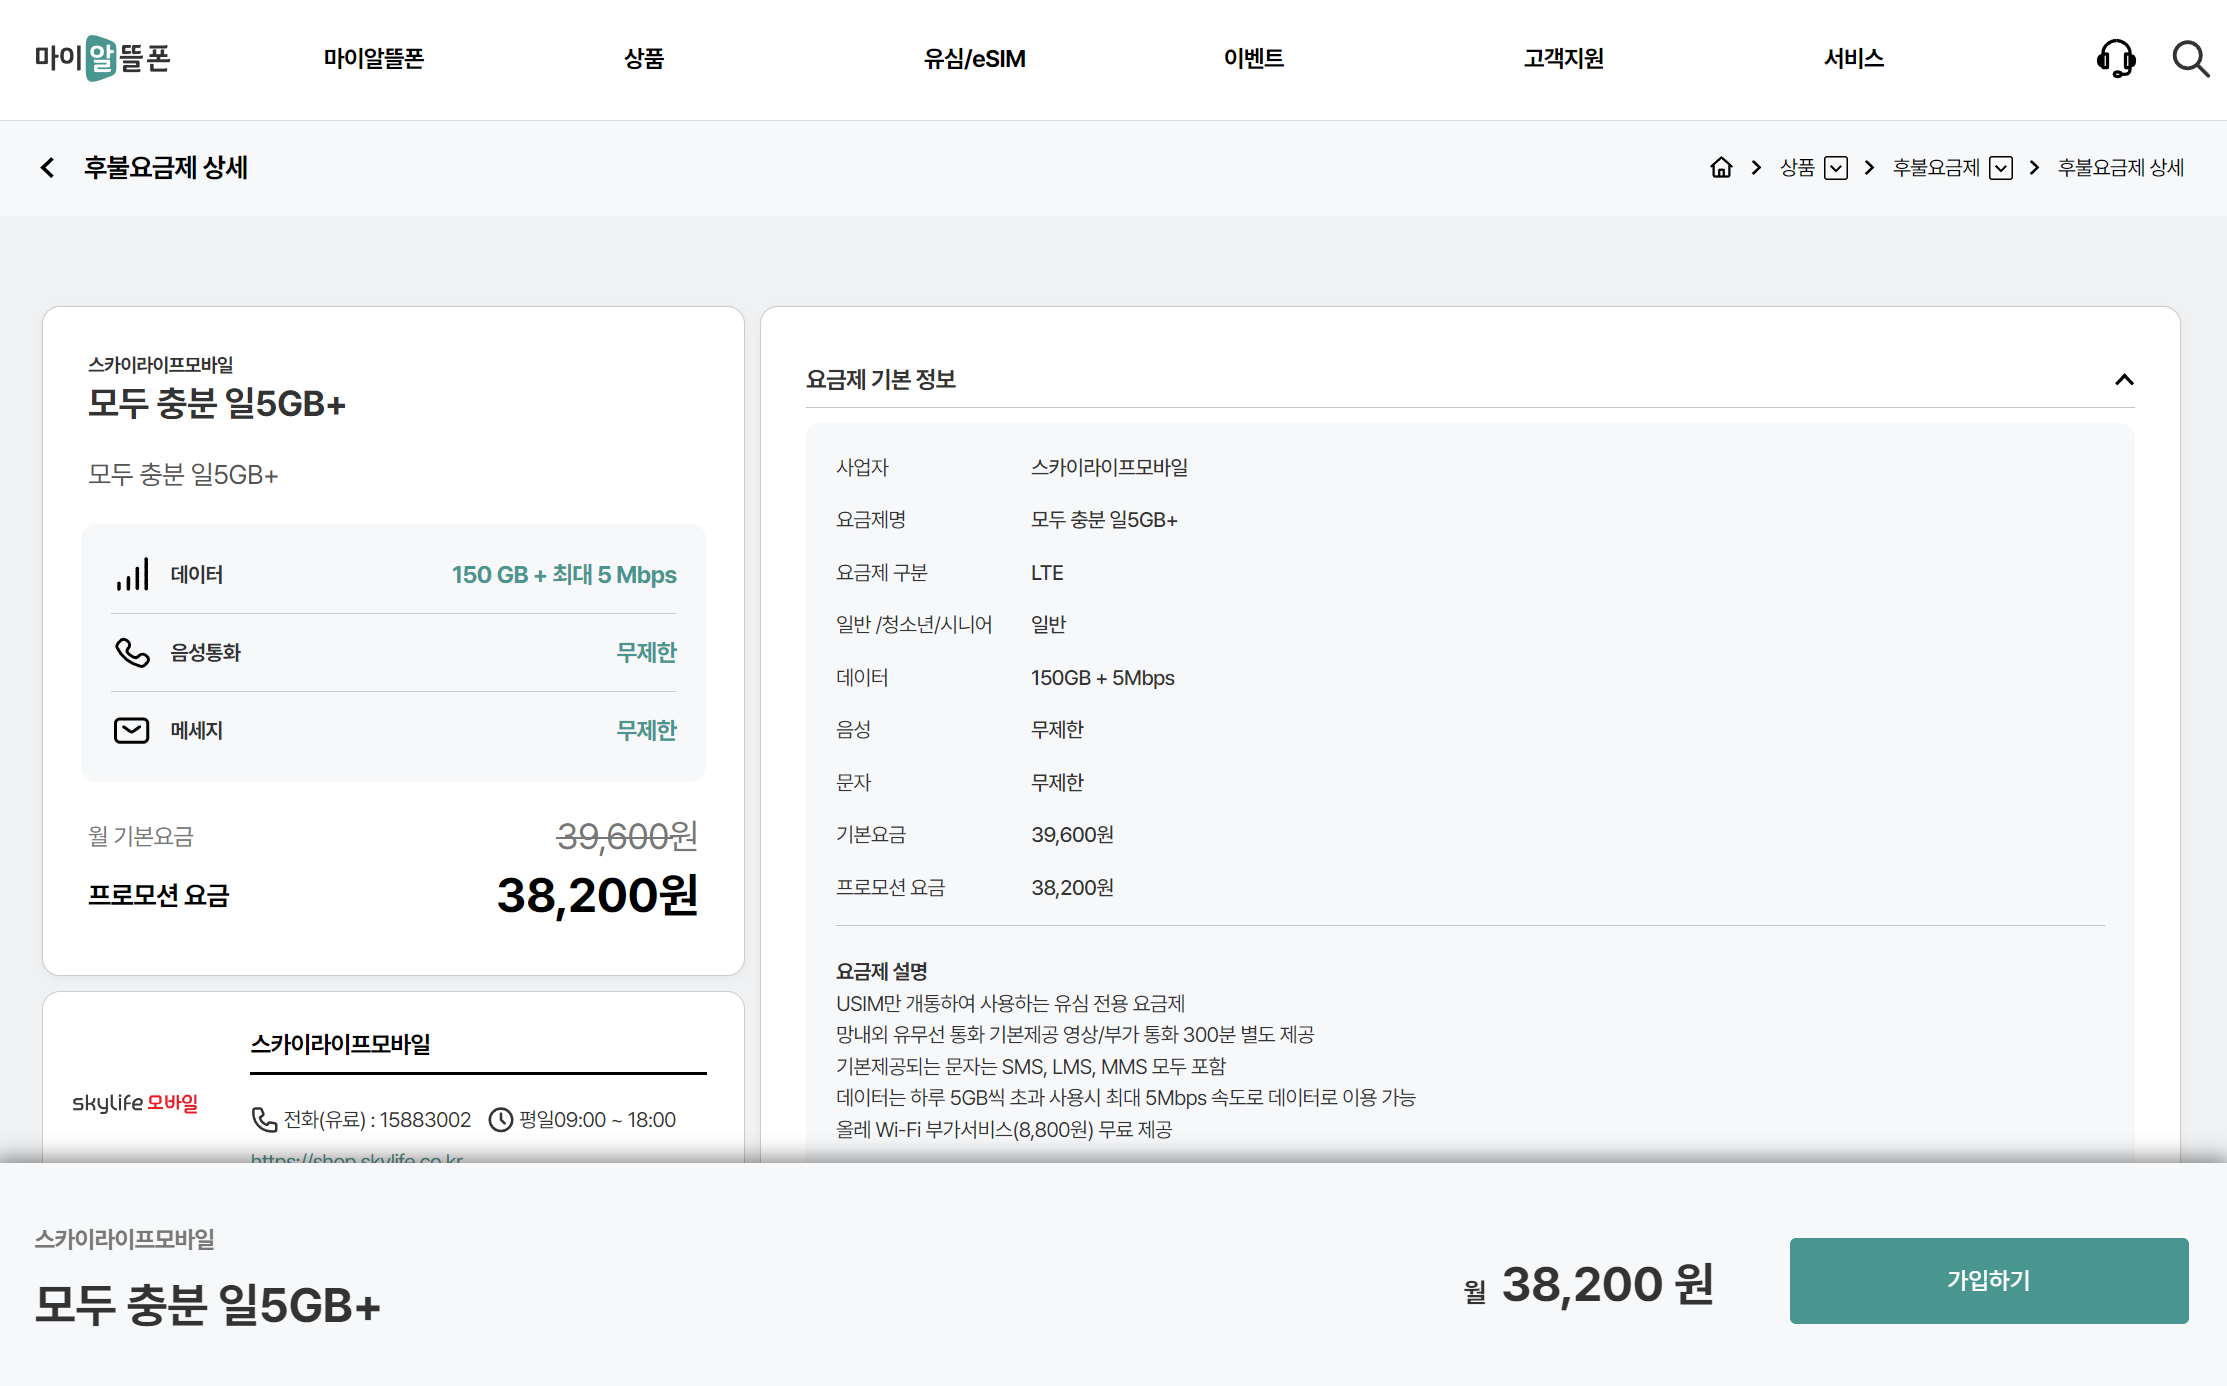 마이알뜰폰
마이알뜰폰 상품 유심/eSIM 이벤트 고객지원 서비스
후불요금제 상세
상품 후불요금제 후불요금제 상세
스카이라이프모바일
모두 충분 일5GB+
모두 충분 일5GB+
데이터 150 GB + 최대 5 Mbps
음성통화 무제한
메세지 무제한
월 기본요금 39,600원
프로모션 요금 38,200원
스카이라이프모바일
skylife 모바일
전화(유료) : 15883002 평일09:00 ~ 18:00
https://shop.skylife.co.kr
요금제 기본 정보
사업자 스카이라이프모바일
요금제명 모두 충분 일5GB+
요금제 구분 LTE
일반 /청소년/시니어 일반
데이터 150GB + 5Mbps
음성 무제한
문자 무제한
기본요금 39,600원
프로모션 요금 38,200원
요금제 설명
USIM만 개통하여 사용하는 유심 전용 요금제
망내외 유무선 통화 기본제공 영상/부가 통화 300분 별도 제공
기본제공되는 문자는 SMS, LMS, MMS 모두 포함
데이터는 하루 5GB씩 초과 사용시 최대 5Mbps 속도로 데이터로 이용 가능
올레 Wi-Fi 부가서비스(8,800원) 무료 제공
스카이라이프모바일
모두 충분 일5GB+
월 38,200 원
가입하기